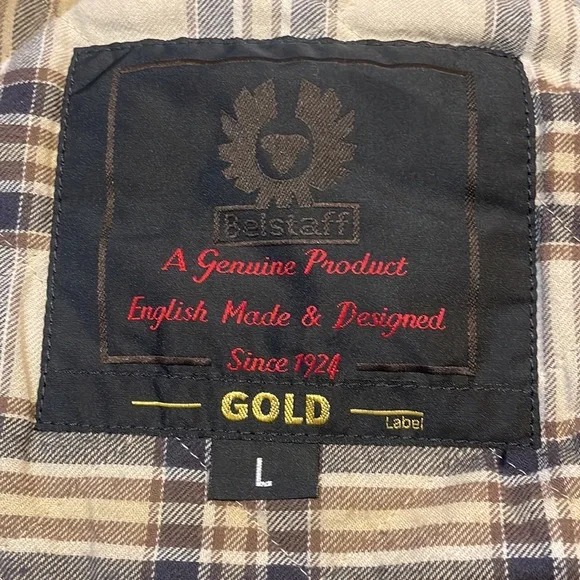 Belstaff
A Genuine Product
English Made & Designed
Since 1924
GOLD
Label
L